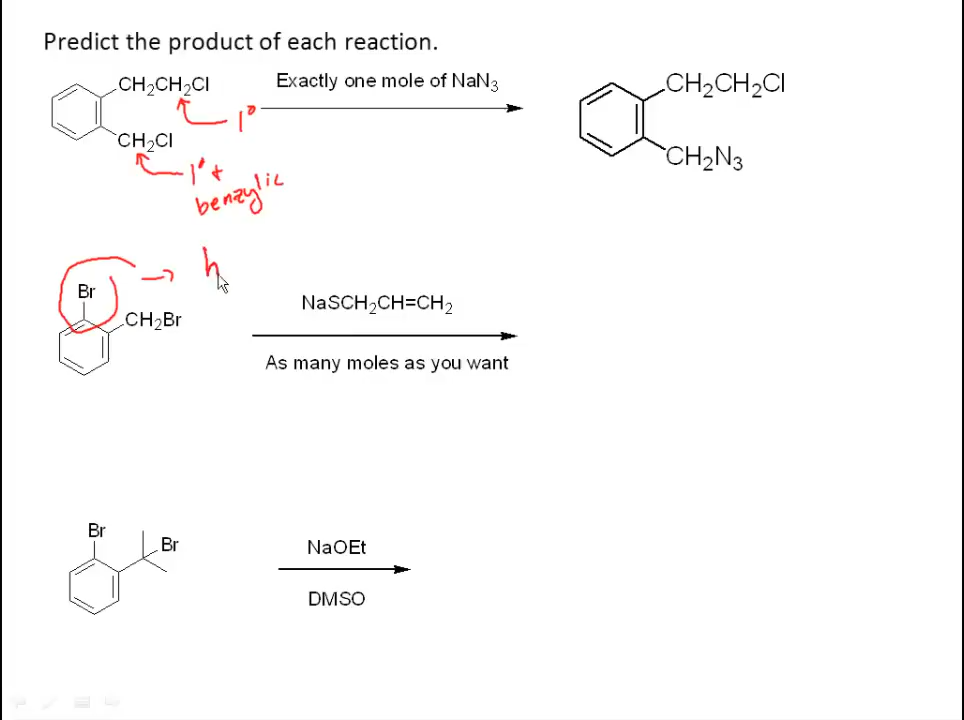 Predict the product of each reaction.
CH₂CH₂Cl
Exactly one mole of NaN₃
CH₂CH₂Cl
1°
CH₂Cl
CH₂N₃
1° +
benzylic
h
Br
NaSCH₂CH=CH₂
CH₂Br
As many moles as you want
Br
Br
NaOEt
DMSO